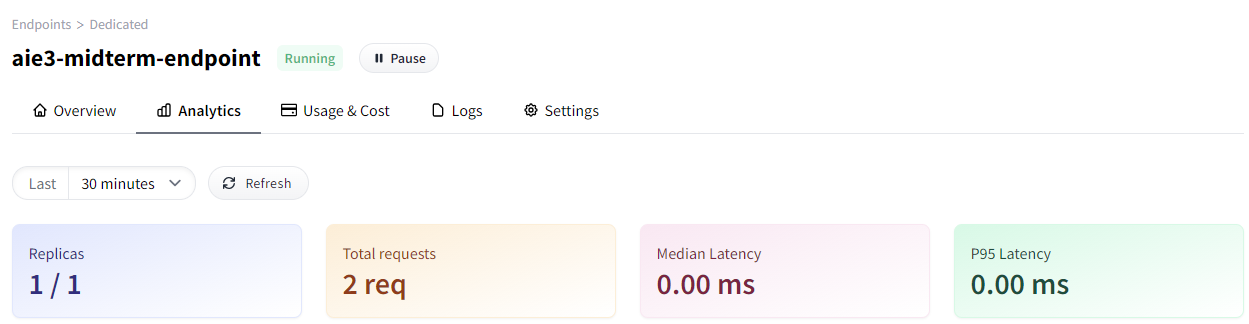 Endpoints > Dedicated
aie3-midterm-endpoint Running Pause
Overview Analytics Usage & Cost Logs Settings
Last 30 minutes Refresh
Replicas Total requests Median Latency P95 Latency
1 / 1 2 req 0.00 ms 0.00 ms